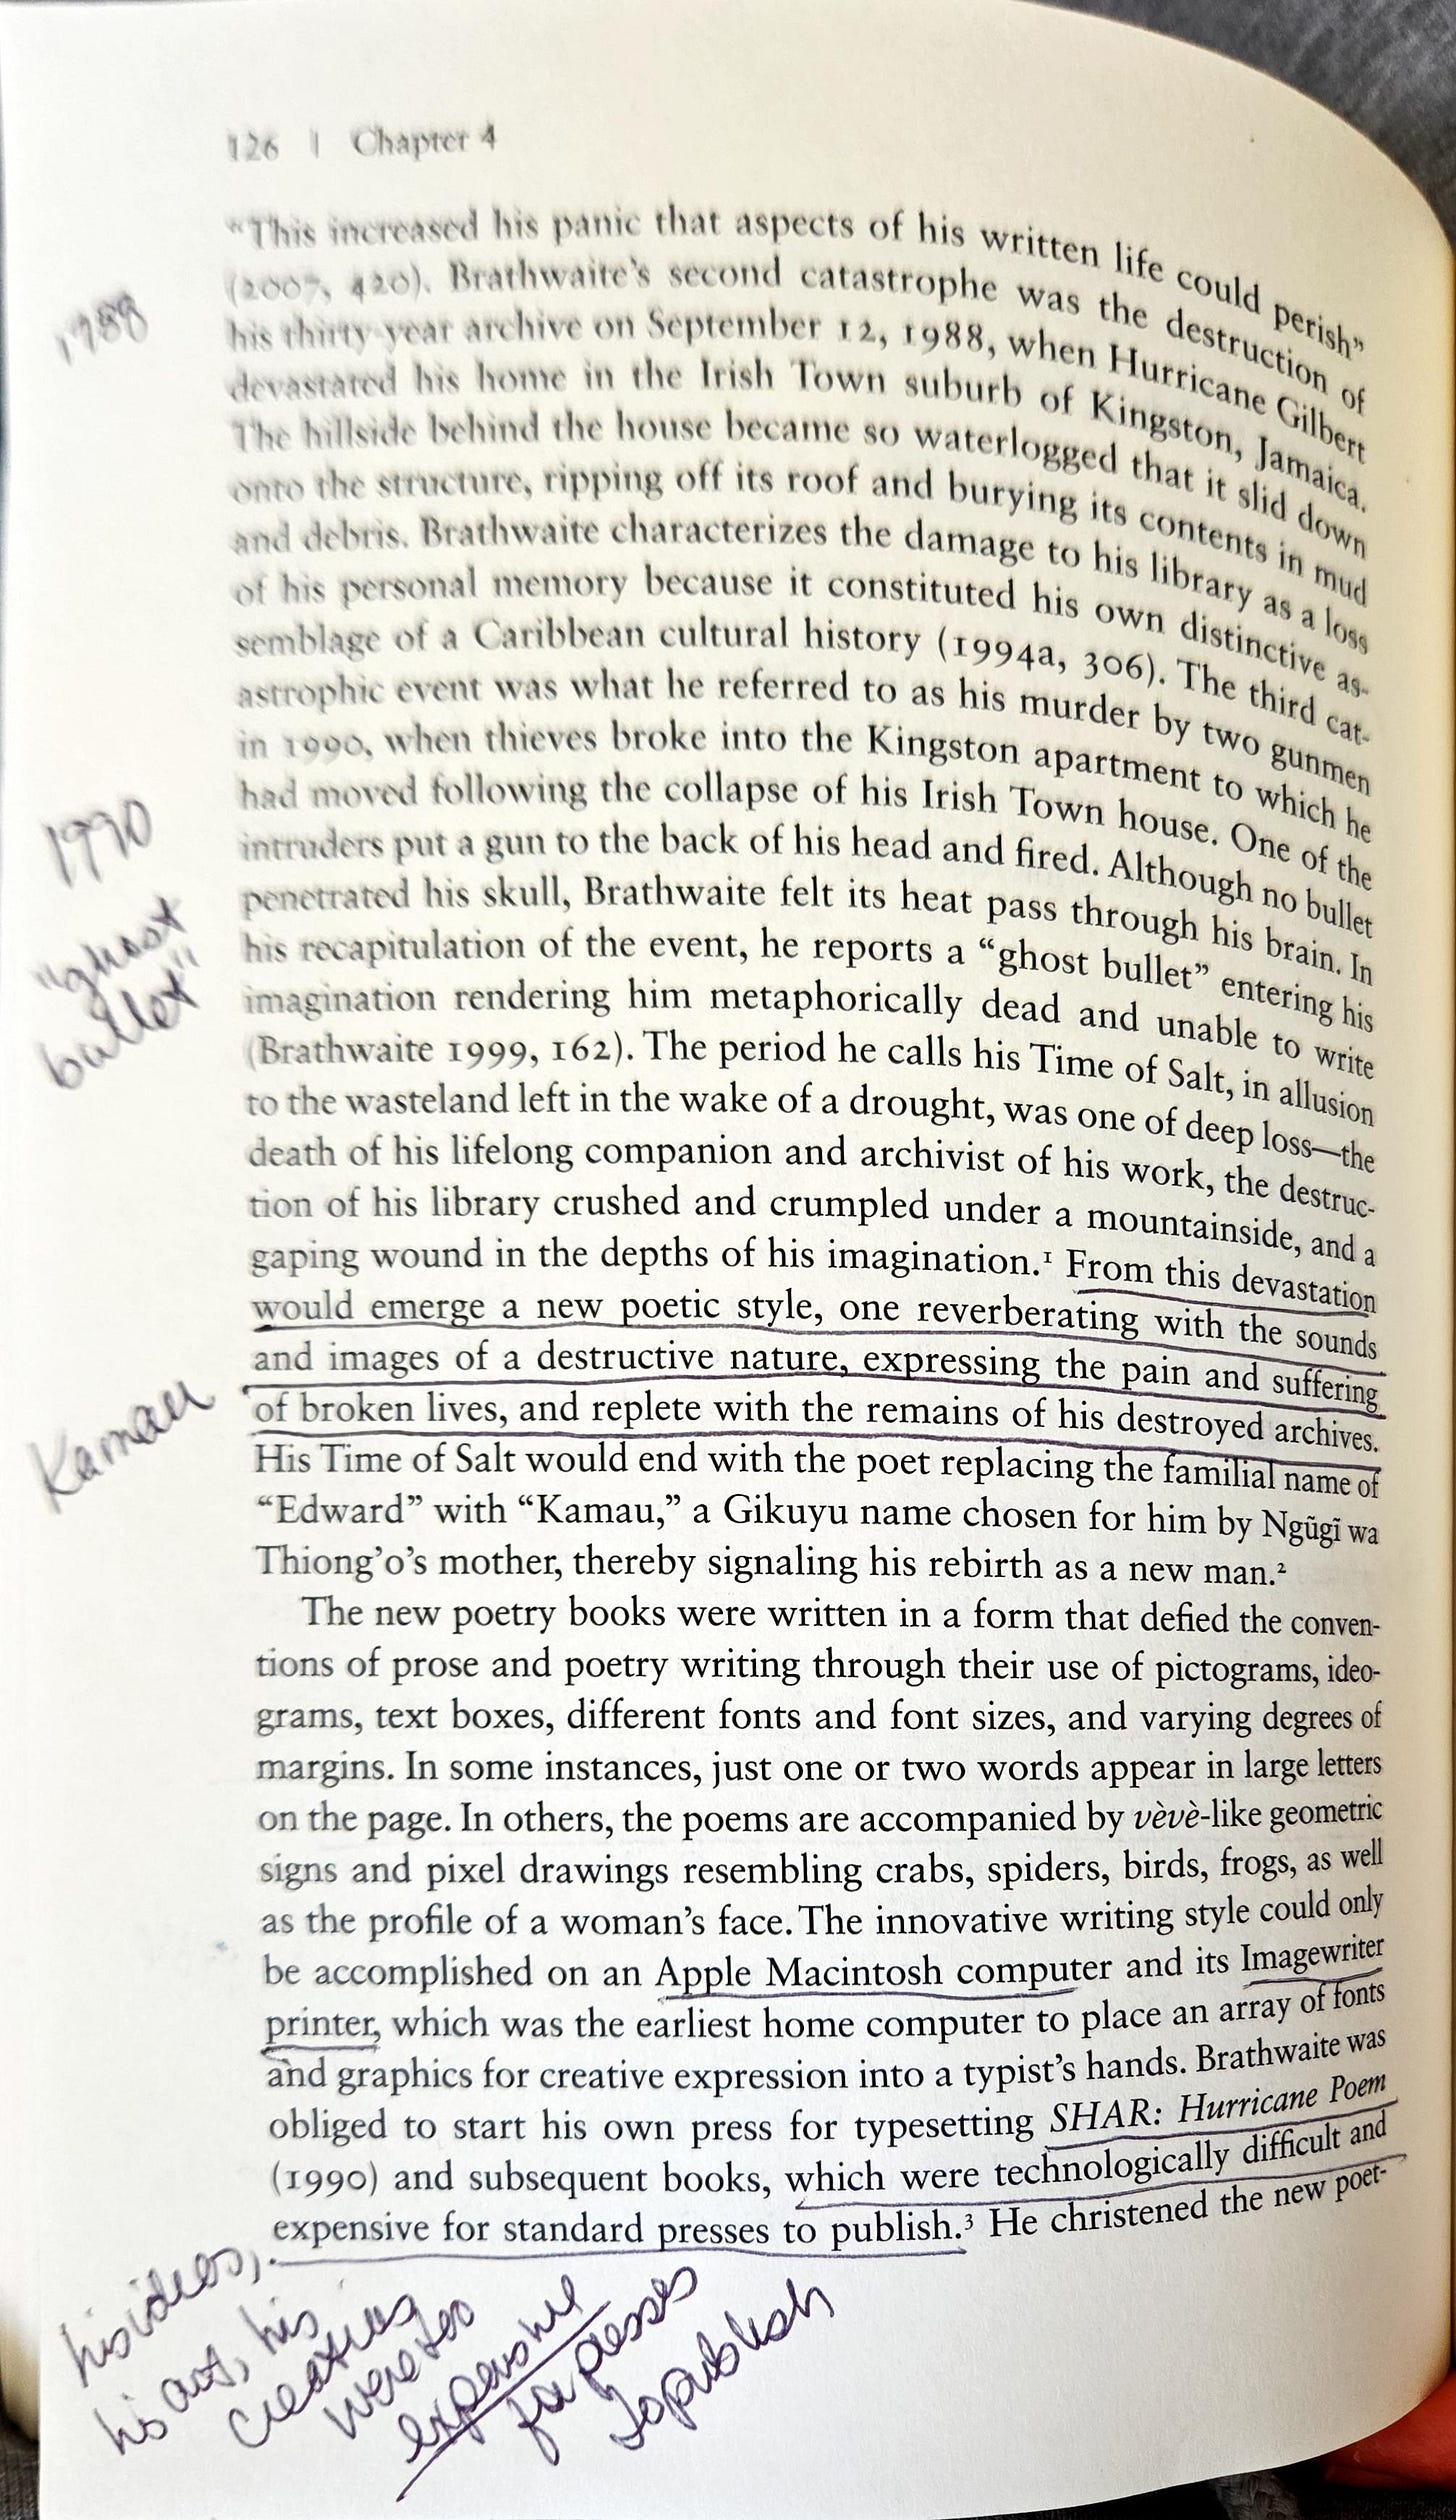 126 | Chapter 4
"This increased his panic that aspects of his written life could perish"
(2007, 420). Brathwaite's second catastrophe was the destruction of
his thirty-year archive on September 12, 1988, when Hurricane Gilbert
devastated his home in the Irish Town suburb of Kingston, Jamaica.
The hillside behind the house became so waterlogged that it slid down
onto the structure, ripping off its roof and burying its contents in mud
and debris. Brathwaite characterizes the damage to his library as a loss
of his personal memory because it constituted his own distinctive as-
semblage of a Caribbean cultural history (1994a, 306). The third cat-
astrophic event was what he referred to as his murder by two gunmen
in 1990, when thieves broke into the Kingston apartment to which he
had moved following the collapse of his Irish Town house. One of the
intruders put a gun to the back of his head and fired. Although no bullet
penetrated his skull, Brathwaite felt its heat pass through his brain. In
his recapitulation of the event, he reports a "ghost bullet" entering his
imagination rendering him metaphorically dead and unable to write
(Brathwaite 1999, 162). The period he calls his Time of Salt, in allusion
to the wasteland left in the wake of a drought, was one of deep loss—the
death of his lifelong companion and archivist of his work, the destruc-
tion of his library crushed and crumpled under a mountainside, and a
gaping wound in the depths of his imagination.¹ From this devastation
would emerge a new poetic style, one reverberating with the sounds
and images of a destructive nature, expressing the pain and suffering
of broken lives, and replete with the remains of his destroyed archives.
His Time of Salt would end with the poet replacing the familial name of
"Edward" with "Kamau," a Gikuyu name chosen for him by Ngũgĩ wa
Thiong'o's mother, thereby signaling his rebirth as a new man.²
The new poetry books were written in a form that defied the conven-
tions of prose and poetry writing through their use of pictograms, ideo-
grams, text boxes, different fonts and font sizes, and varying degrees of
margins. In some instances, just one or two words appear in large letters
on the page. In others, the poems are accompanied by vèvè-like geometric
signs and pixel drawings resembling crabs, spiders, birds, frogs, as well
as the profile of a woman's face. The innovative writing style could only
be accomplished on an Apple Macintosh computer and its Imagewriter
printer, which was the earliest home computer to place an array of fonts
and graphics for creative expression into a typist's hands. Brathwaite was
obliged to start his own press for typesetting SHAR: Hurricane Poem
(1990) and subsequent books, which were technologically difficult and
expensive for standard presses to publish.³ He christened the new poet-
1988
1990
"ghost
bullet"
Kamau
his ideas,
his art, his
creations
were too
expensive
for presses
to publish